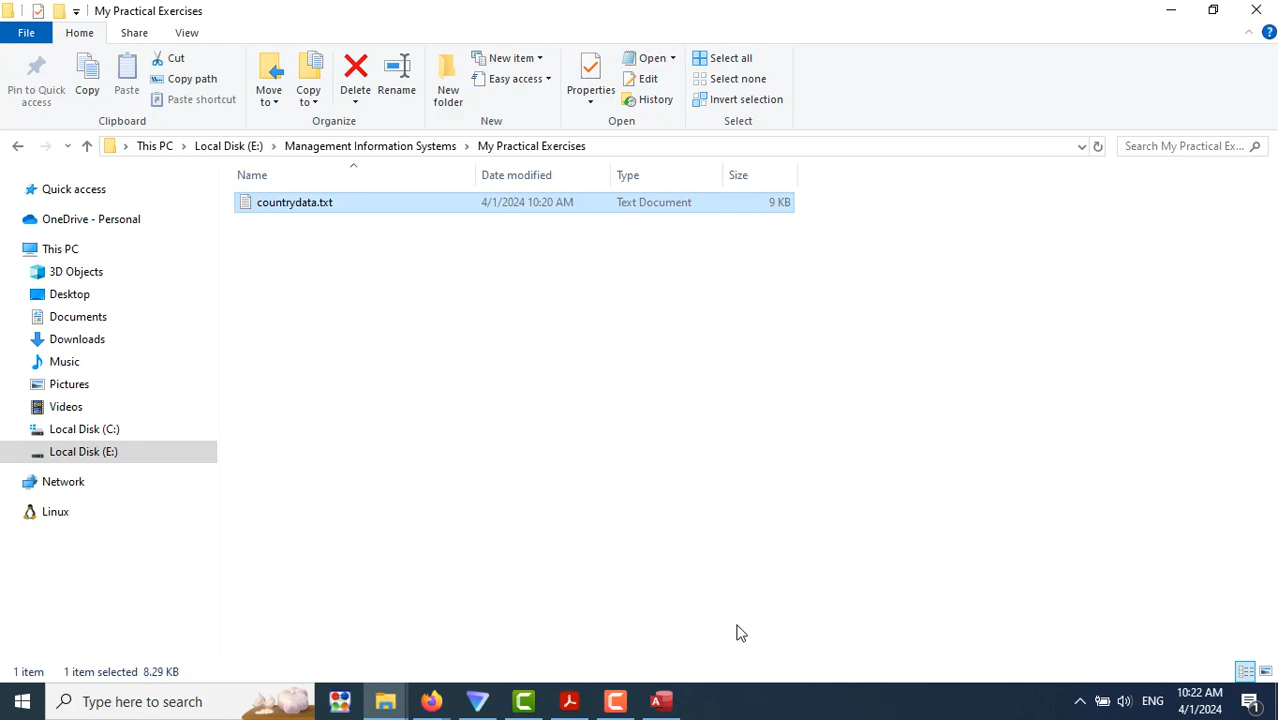 My Practical Exercises
File Home Share View
Pin to Quick access
Copy
Paste
Cut
Copy path
Paste shortcut
Clipboard
Move to
Copy to
Delete
Rename
Organize
New folder
New item
Easy access
New
Properties
Open
Edit
History
Open
Select all
Select none
Invert selection
Select
This PC > Local Disk (E:) > Management Information Systems > My Practical Exercises
Search My Practical Ex...
Name Date modified Type Size
countrydata.txt 4/1/2024 10:20 AM Text Document 9 KB
Quick access
OneDrive - Personal
This PC
3D Objects
Desktop
Documents
Downloads
Music
Pictures
Videos
Local Disk (C:)
Local Disk (E:)
Network
Linux
1 item 1 item selected 8.29 KB
Type here to search
ENG
10:22 AM
4/1/2024
1